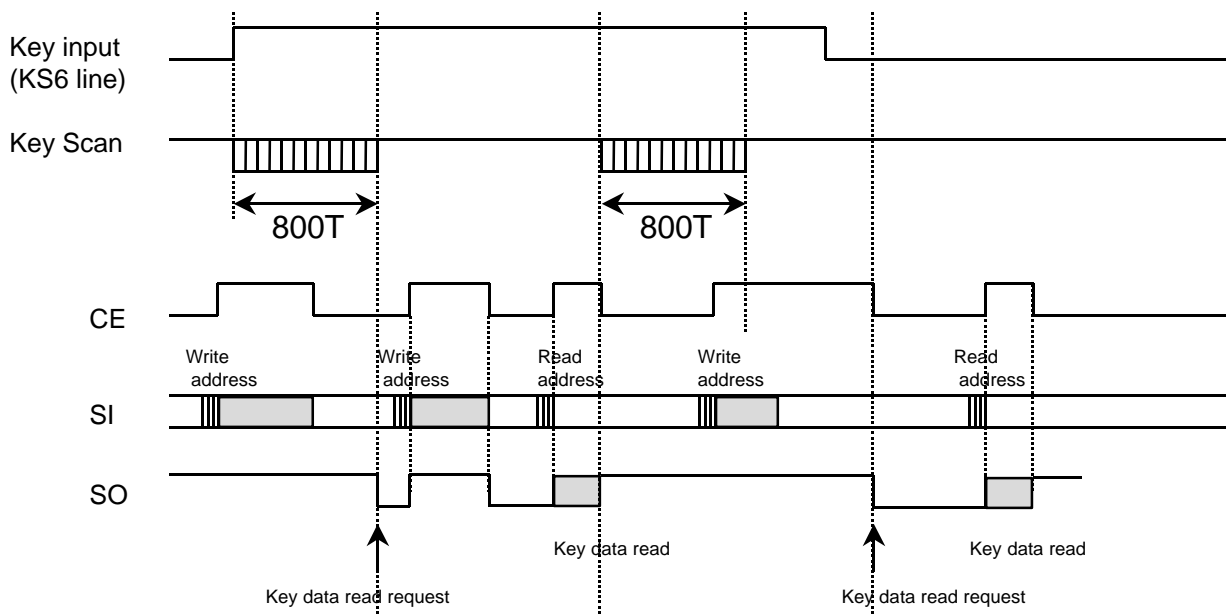 Key input
(KS6 line)
Key Scan
800T
800T
CE
Write
address
Write
address
Read
address
Write
address
Read
address
SI
SO
Key data read
Key data read
Key data read request
Key data read request